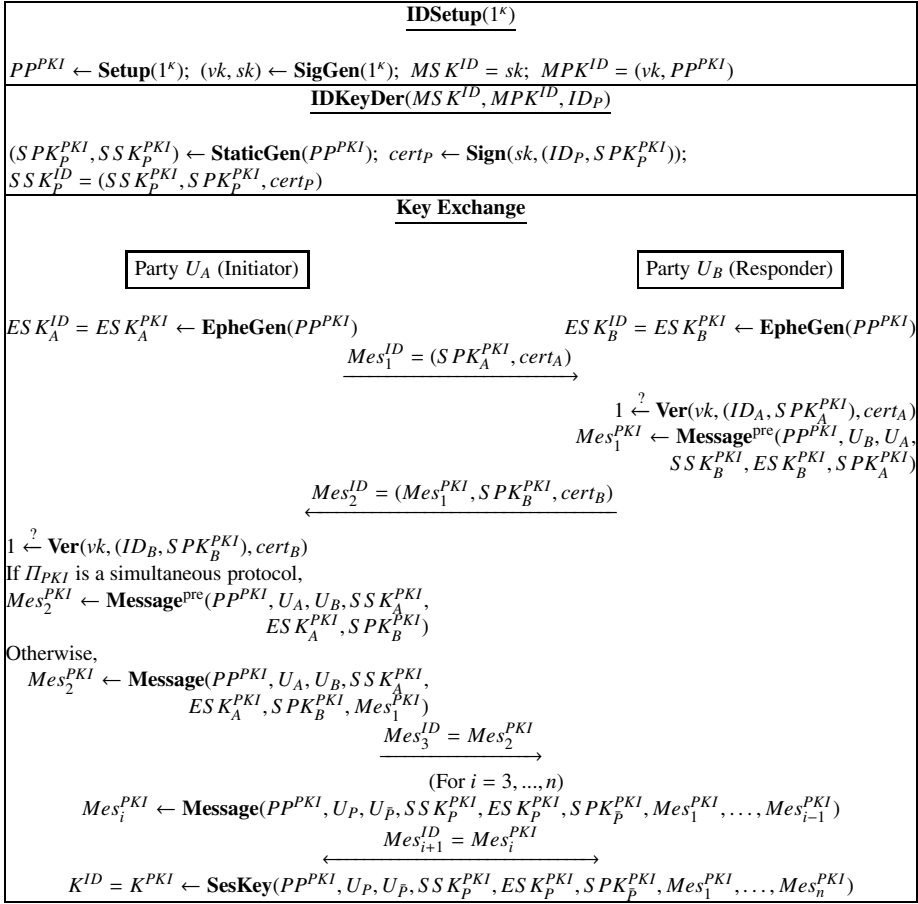 IDSetup(1^κ)
PP^{PKI} ← Setup(1^κ); (vk, sk) ← SigGen(1^κ); MSK^{ID} = sk; MPK^{ID} = (vk, PP^{PKI})
IDKeyDer(MSK^{ID}, MPK^{ID}, ID_P)
(SPK_P^{PKI}, SSK_P^{PKI}) ← StaticGen(PP^{PKI}); cert_P ← Sign(sk, (ID_P, SPK_P^{PKI}));
SSK_P^{ID} = (SSK_P^{PKI}, SPK_P^{PKI}, cert_P)
Key Exchange
Party U_A (Initiator) Party U_B (Responder)
ESK_A^{ID} = ESK_A^{PKI} ← EpheGen(PP^{PKI}) ESK_B^{ID} = ESK_B^{PKI} ← EpheGen(PP^{PKI})
Mes_1^{ID} = (SPK_A^{PKI}, cert_A)
1 ←^? Ver(vk, (ID_A, SPK_A^{PKI}), cert_A)
Mes_1^{PKI} ← Message^{pre}(PP^{PKI}, U_B, U_A,
SSK_B^{PKI}, ESK_B^{PKI}, SPK_A^{PKI})
Mes_2^{ID} = (Mes_1^{PKI}, SPK_B^{PKI}, cert_B)
1 ←^? Ver(vk, (ID_B, SPK_B^{PKI}), cert_B)
If Π_{PKI} is a simultaneous protocol,
Mes_2^{PKI} ← Message^{pre}(PP^{PKI}, U_A, U_B, SSK_A^{PKI},
ESK_A^{PKI}, SPK_B^{PKI})
Otherwise,
Mes_2^{PKI} ← Message(PP^{PKI}, U_A, U_B, SSK_A^{PKI},
ESK_A^{PKI}, SPK_B^{PKI}, Mes_1^{PKI})
Mes_3^{ID} = Mes_2^{PKI}
(For i = 3, ..., n)
Mes_i^{PKI} ← Message(PP^{PKI}, U_P, U_{P̄}, SSK_P^{PKI}, ESK_P^{PKI}, SPK_{P̄}^{PKI}, Mes_1^{PKI}, . . . , Mes_{i−1}^{PKI})
Mes_{i+1}^{ID} = Mes_i^{PKI}
K^{ID} = K^{PKI} ← SesKey(PP^{PKI}, U_P, U_{P̄}, SSK_P^{PKI}, ESK_P^{PKI}, SPK_{P̄}^{PKI}, Mes_1^{PKI}, . . . , Mes_n^{PKI})